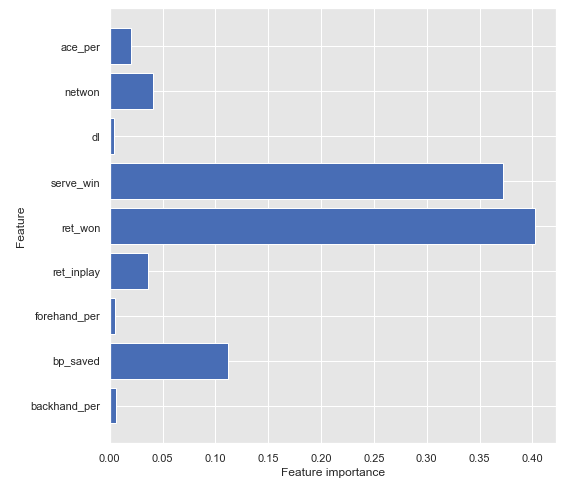 ace_per
netwon
dl
serve_win
ret_won
ret_inplay
forehand_per
bp_saved
backhand_per
Feature
0.00 0.05 0.10 0.15 0.20 0.25 0.30 0.35 0.40
Feature importance